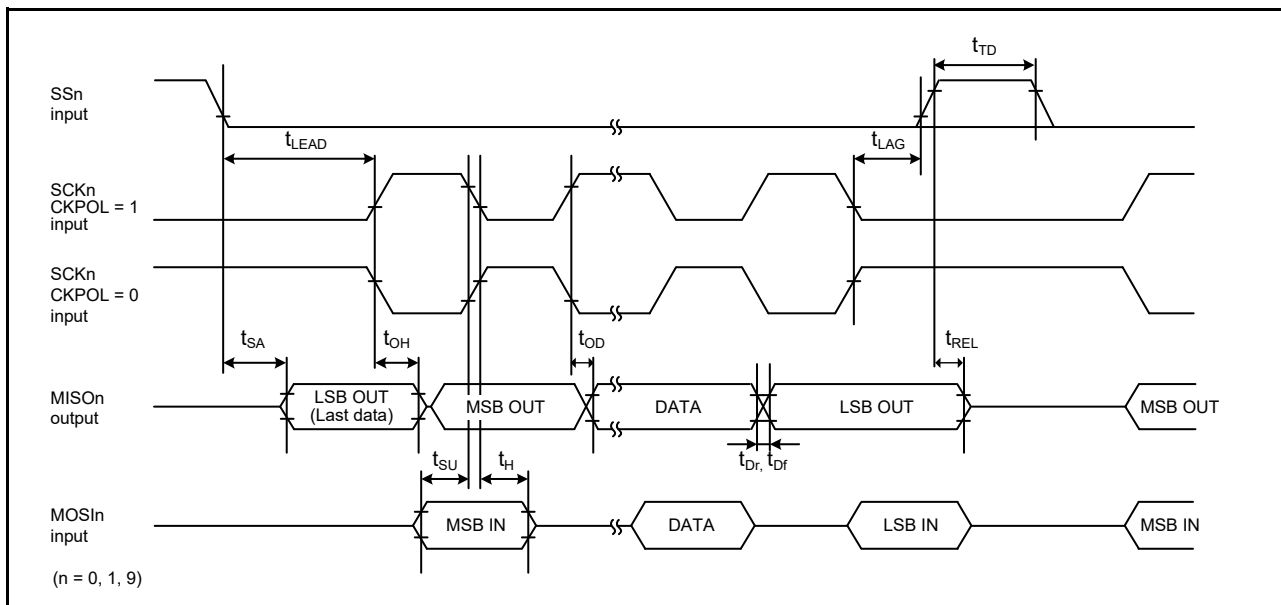 tTD
SSn
input
tLEAD
tLAG
SCKn
CKPOL = 1
input
SCKn
CKPOL = 0
input
tSA
tOH
tOD
tREL
MISOn
output
LSB OUT
(Last data)
MSB OUT
DATA
LSB OUT
MSB OUT
tDr, tDf
tSU
tH
MOSIn
input
MSB IN
DATA
LSB IN
MSB IN
(n = 0, 1, 9)